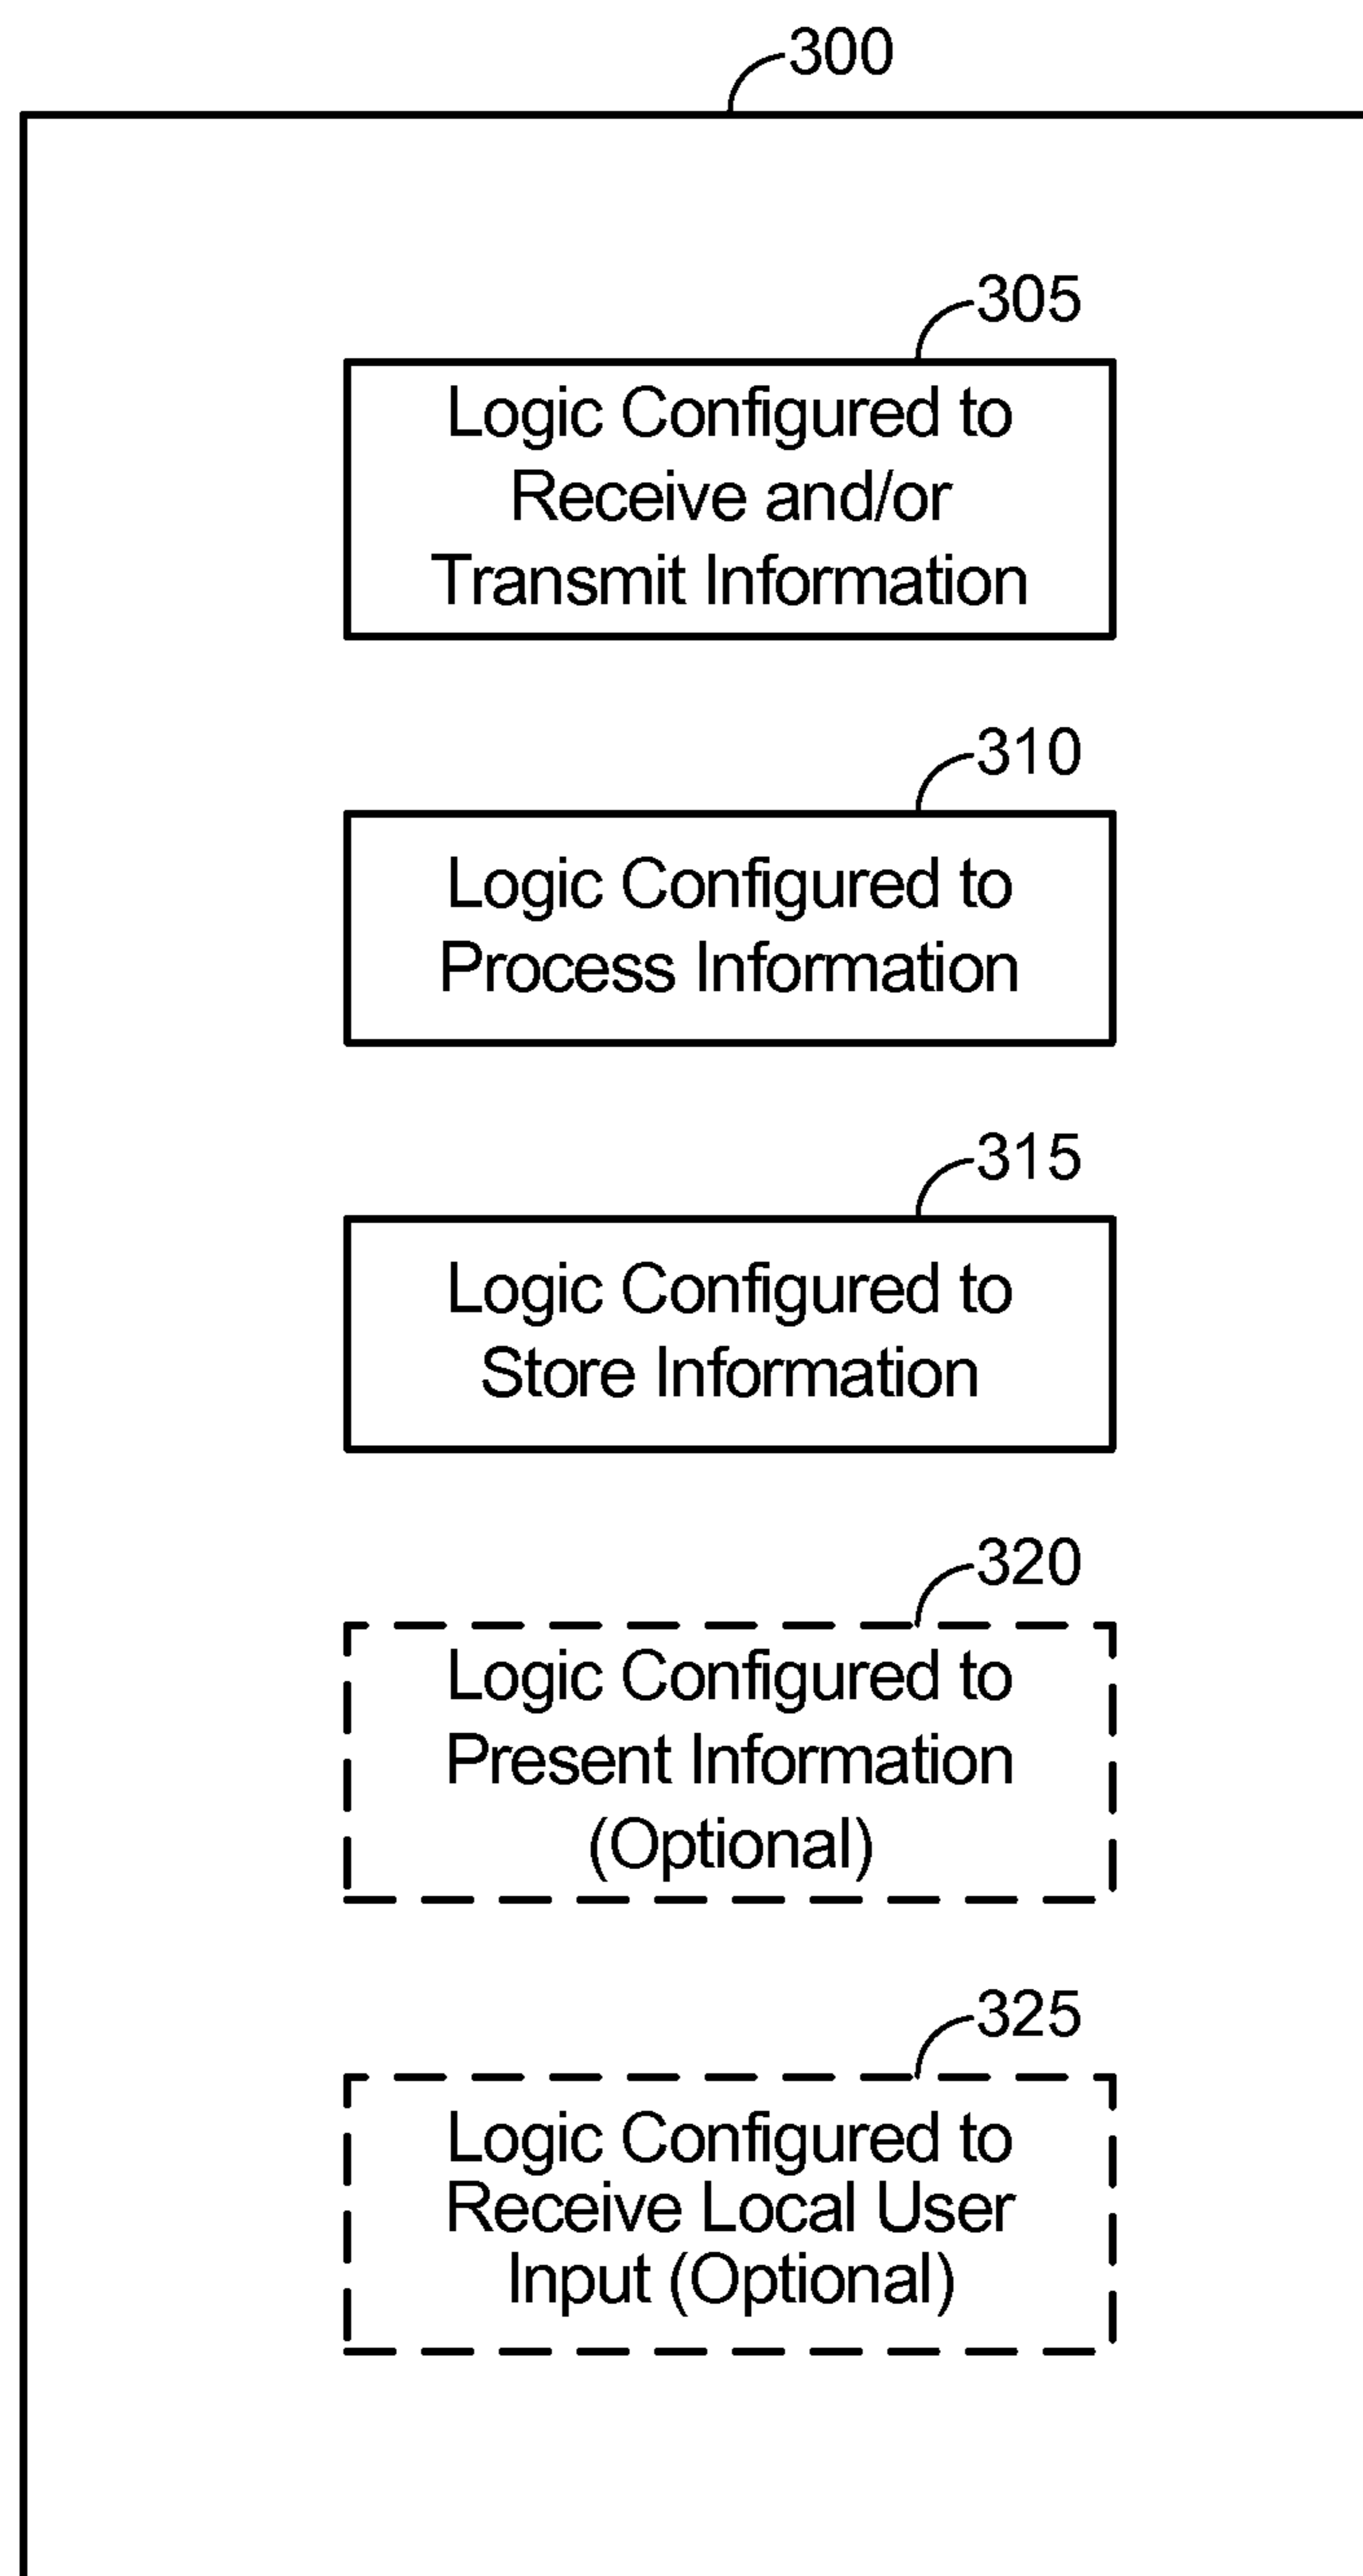 300
305
Logic Configured to
Receive and/or
Transmit Information
310
Logic Configured to
Process Information
315
Logic Configured to
Store Information
320
Logic Configured to
Present Information
(Optional)
325
Logic Configured to
Receive Local User
Input (Optional)